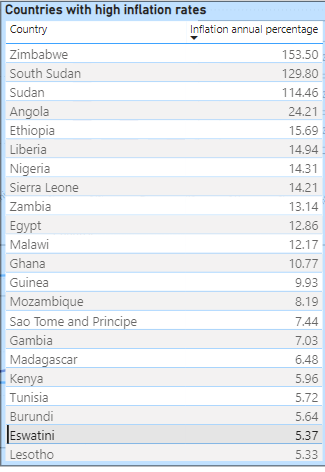 Countries with high inflation rates
Country Inflation annual percentage
Zimbabwe 153.50
South Sudan 129.80
Sudan 114.46
Angola 24.21
Ethiopia 15.69
Liberia 14.94
Nigeria 14.31
Sierra Leone 14.21
Zambia 13.14
Egypt 12.86
Malawi 12.17
Ghana 10.77
Guinea 9.93
Mozambique 8.19
Sao Tome and Principe 7.44
Gambia 7.03
Madagascar 6.48
Kenya 5.96
Tunisia 5.72
Burundi 5.64
Eswatini 5.37
Lesotho 5.33